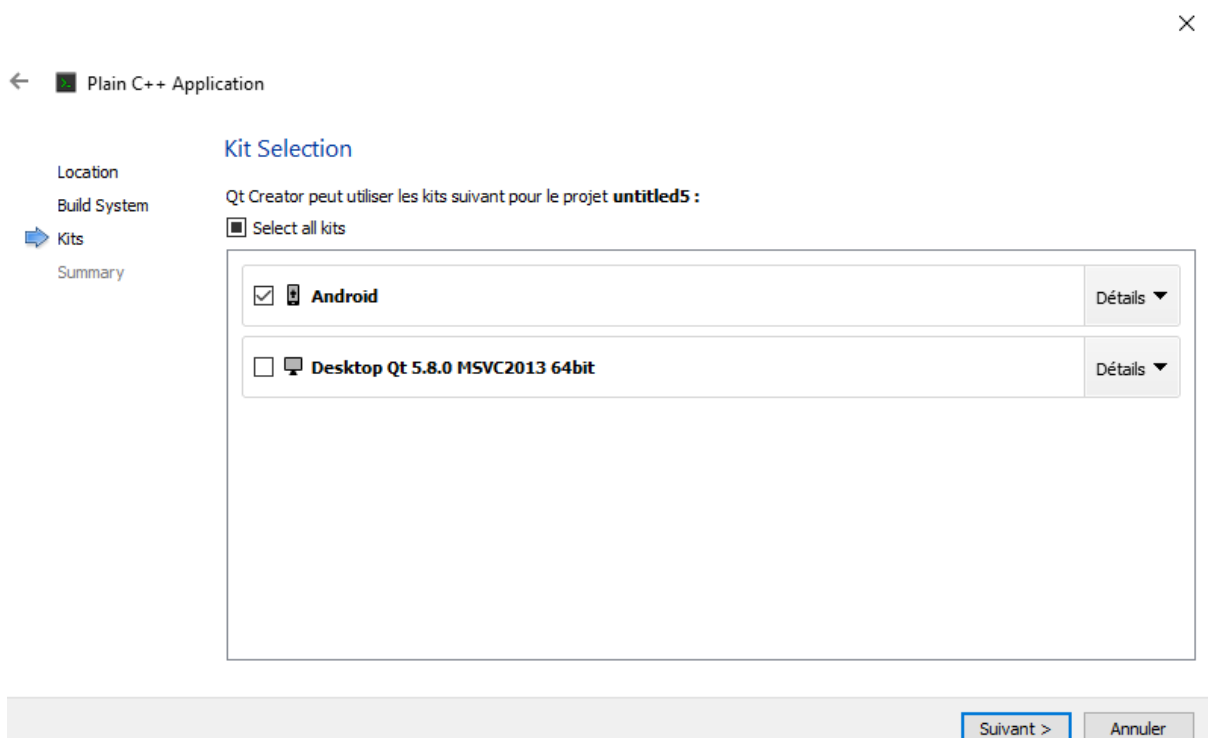 Plain C++ Application
Location
Build System
Kits
Summary
Kit Selection
Qt Creator peut utiliser les kits suivant pour le projet untitled5 :
Select all kits
Android
Détails
Desktop Qt 5.8.0 MSVC2013 64bit
Détails
Suivant >
Annuler